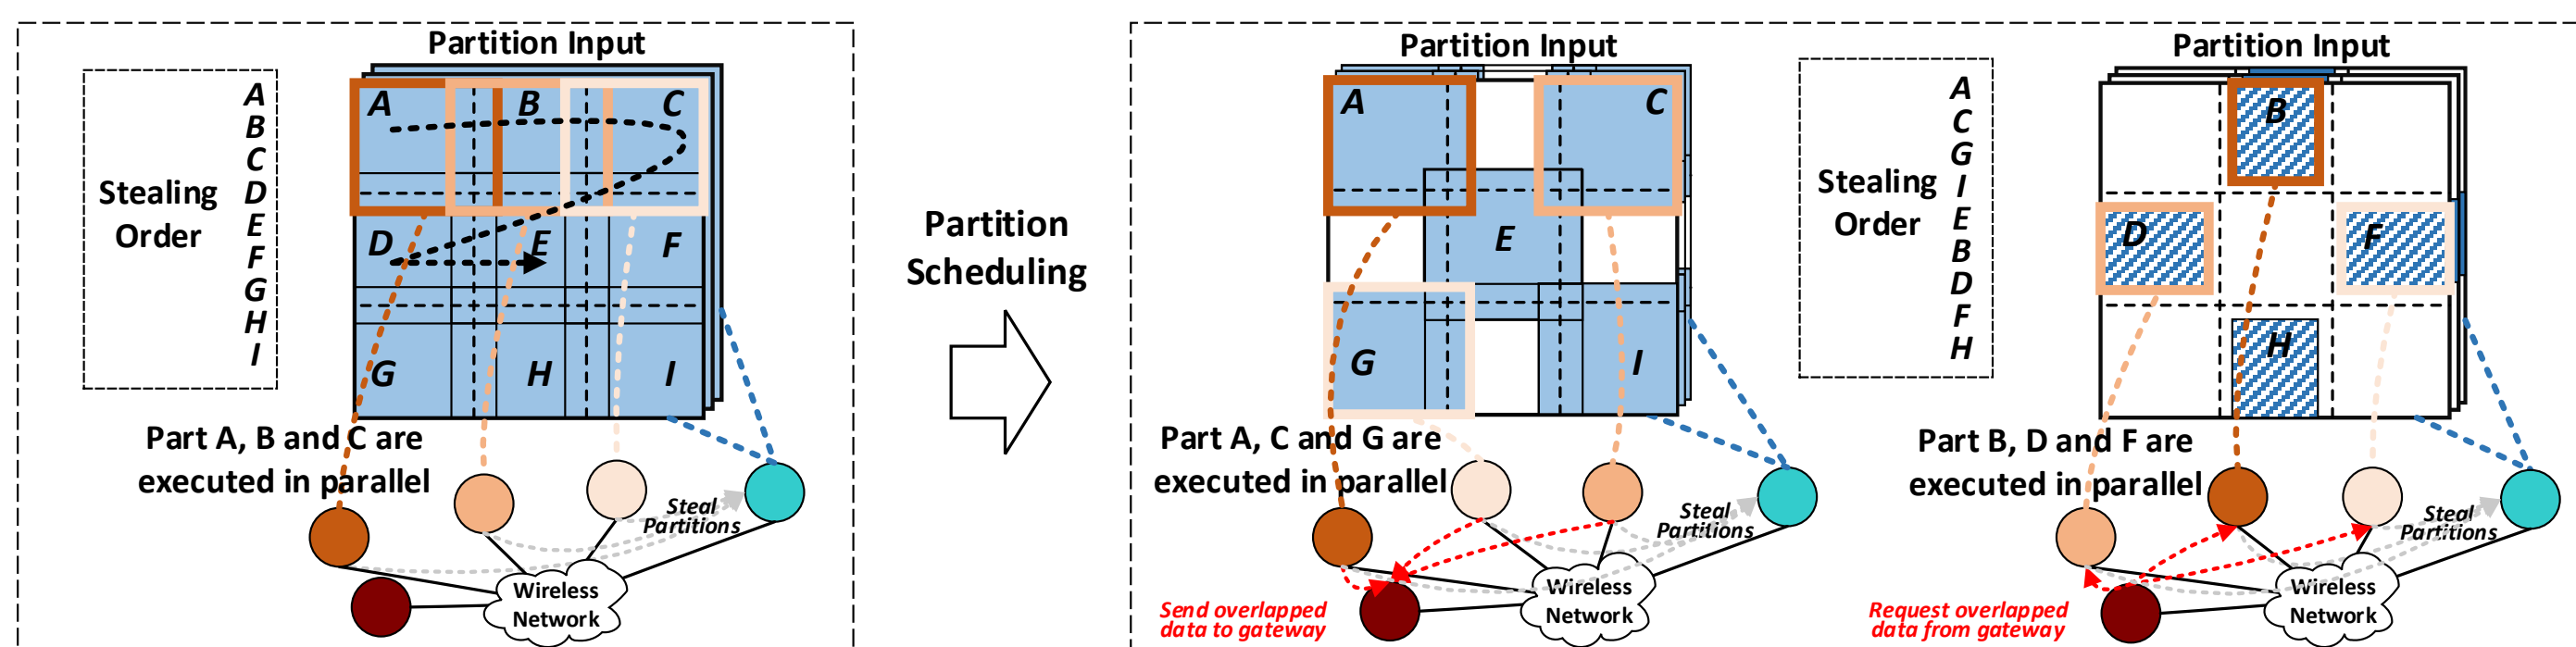 Partition Input
Stealing
Order
A
B
C
D
E
F
G
H
I
A
B
C
D
E
F
G
H
I
Part A, B and C are
executed in parallel
Steal
Partitions
Wireless
Network
Partition
Scheduling
Partition Input
A
C
E
G
I
Part A, C and G are
executed in parallel
Steal
Partitions
Wireless
Network
Send overlapped
data to gateway
Stealing
Order
A
C
G
I
E
B
D
F
H
Partition Input
B
D
F
H
Part B, D and F are
executed in parallel
Steal
Partitions
Wireless
Network
Request overlapped
data from gateway